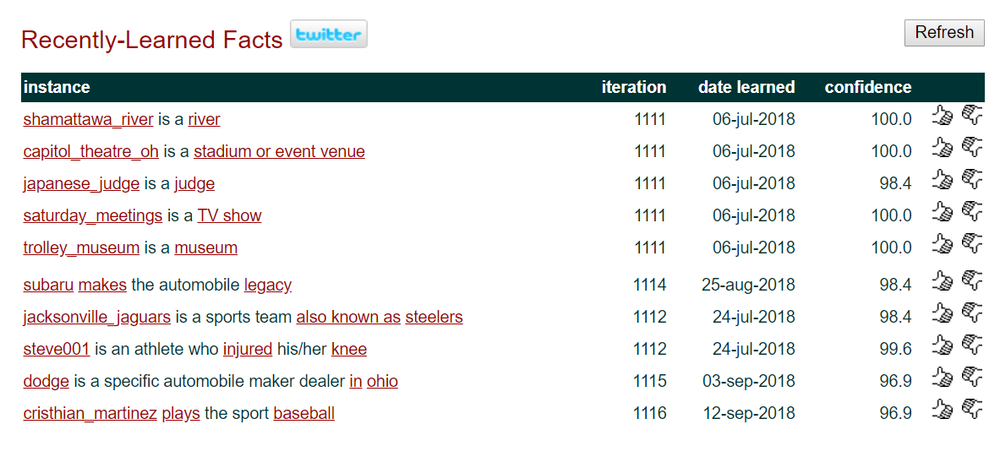 Recently-Learned Facts twitter Refresh
instance iteration date learned confidence
shamattawa_river is a river 1111 06-jul-2018 100.0
capitol_theatre_oh is a stadium or event venue 1111 06-jul-2018 100.0
japanese_judge is a judge 1111 06-jul-2018 98.4
saturday_meetings is a TV show 1111 06-jul-2018 100.0
trolley_museum is a museum 1111 06-jul-2018 100.0
subaru makes the automobile legacy 1114 25-aug-2018 98.4
jacksonville_jaguars is a sports team also known as steelers 1112 24-jul-2018 98.4
steve001 is an athlete who injured his/her knee 1112 24-jul-2018 99.6
dodge is a specific automobile maker dealer in ohio 1115 03-sep-2018 96.9
cristhian_martinez plays the sport baseball 1116 12-sep-2018 96.9